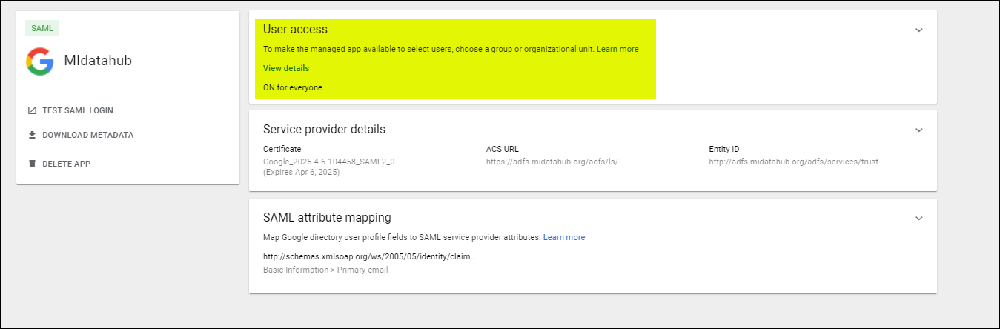 SAML
MIdatahub
TEST SAML LOGIN
DOWNLOAD METADATA
DELETE APP
User access
To make the managed app available to select users, choose a group or organizational unit. Learn more
View details
ON for everyone
Service provider details
Certificate
Google_2025-4-6-104458_SAML2_0
(Expires Apr 6, 2025)
ACS URL
https://adfs.midatahub.org/adfs/ls/
Entity ID
http://adfs.midatahub.org/adfs/services/trust
SAML attribute mapping
Map Google directory user profile fields to SAML service provider attributes. Learn more
http://schemas.xmlsoap.org/ws/2005/05/identity/claim...
Basic Information > Primary email